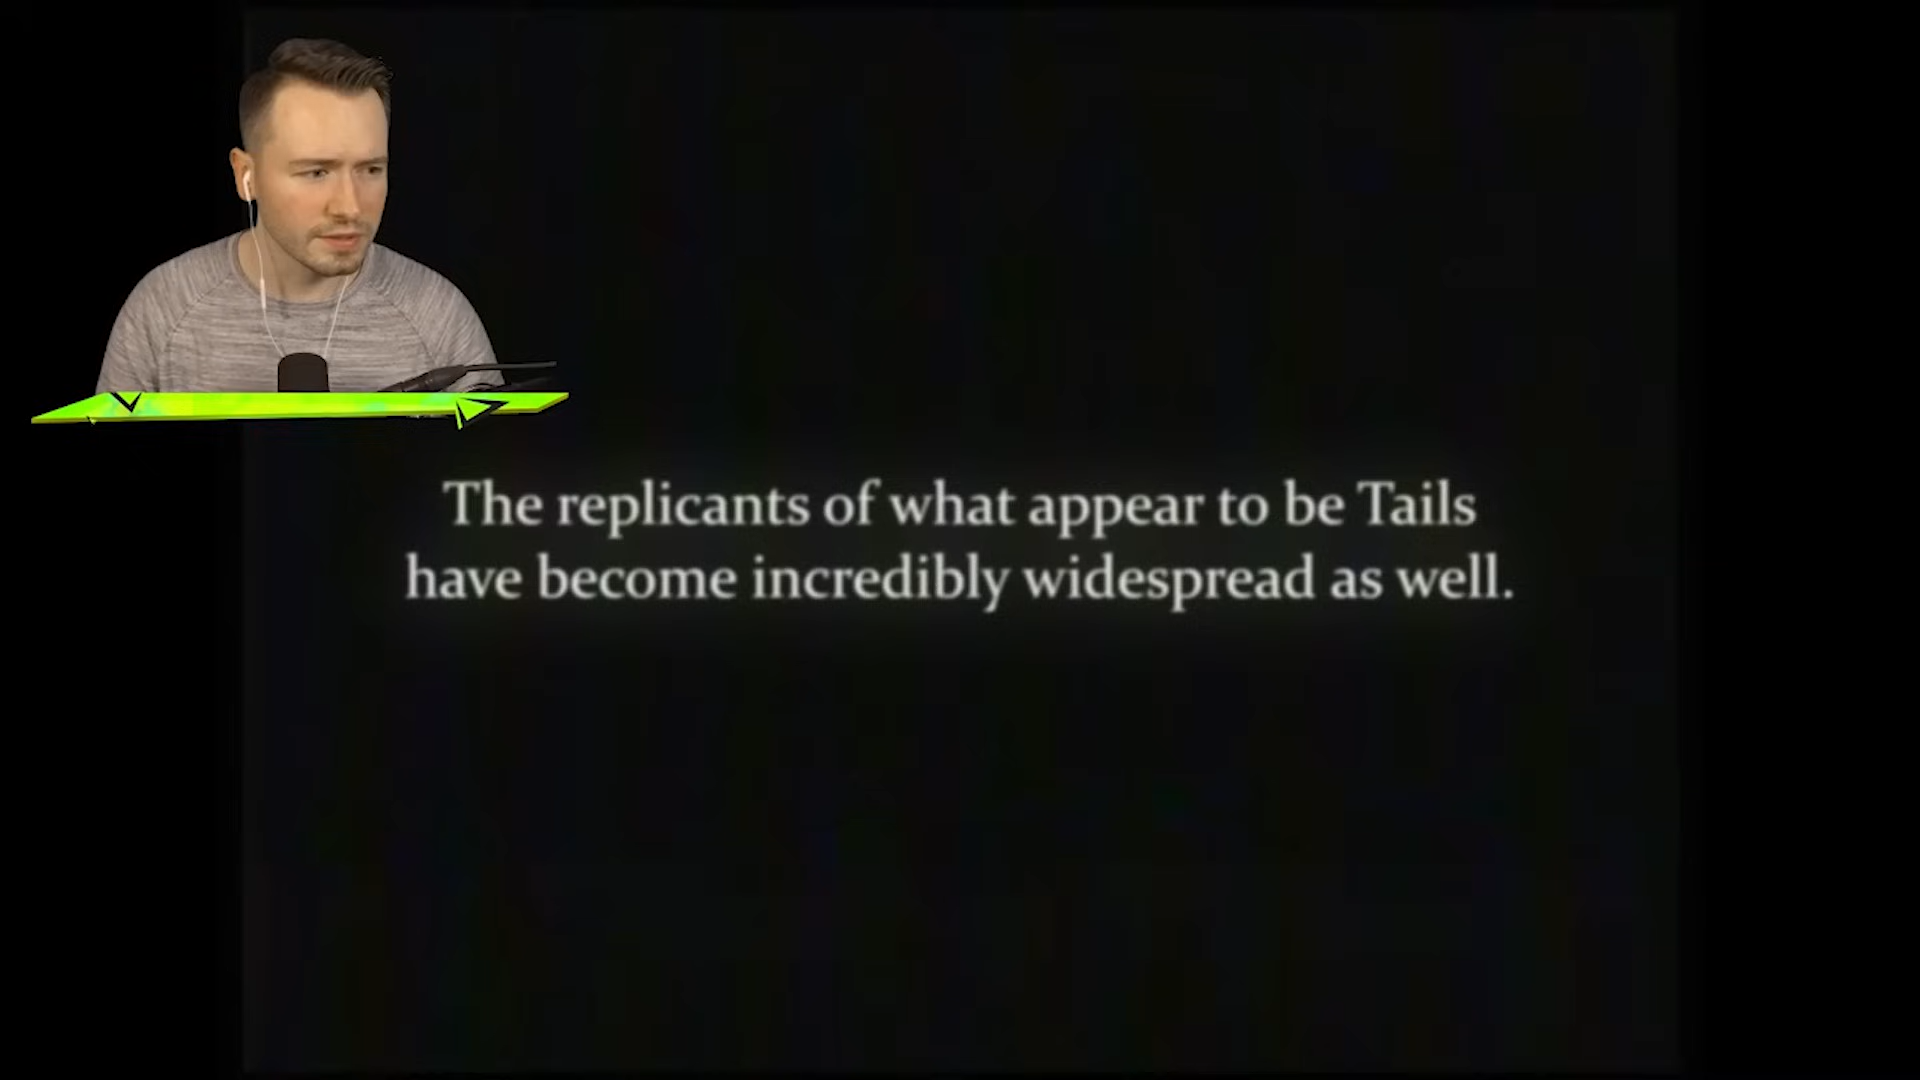 The replicants of what appear to be Tails
have become incredibly widespread as well.